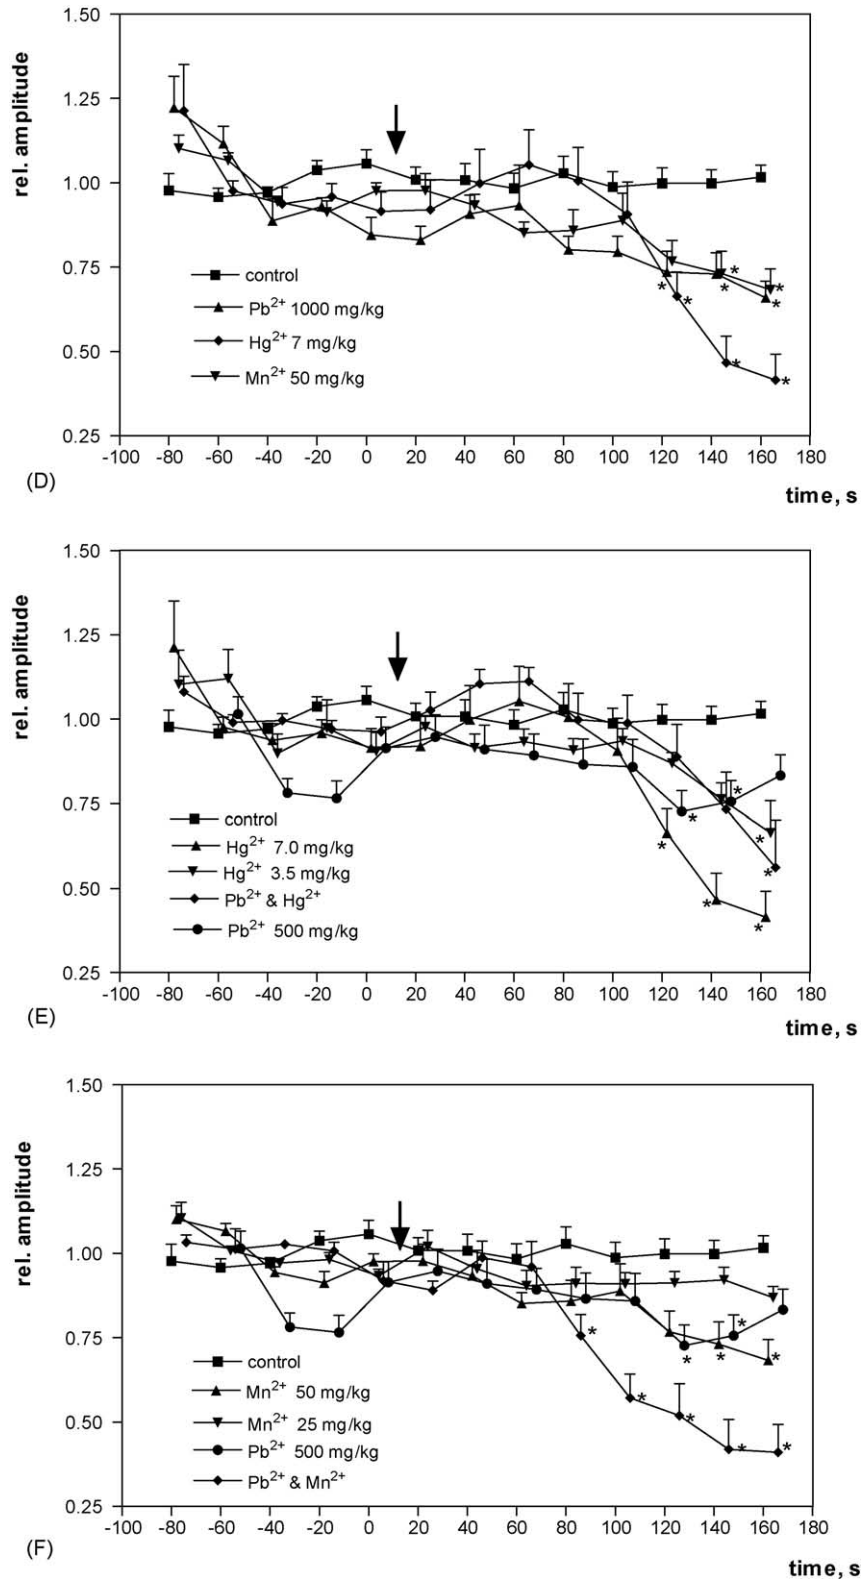 rel. amplitude
1.50
1.25
1.00
0.75
0.50
0.25
control
Pb2+ 1000 mg/kg
Hg2+ 7 mg/kg
Mn2+ 50 mg/kg
* * * * * * * * *
-100 -80 -60 -40 -20 0 20 40 60 80 100 120 140 160 180
(D)
time, s
rel. amplitude
1.50
1.25
1.00
0.75
0.50
0.25
control
Hg2+ 7.0 mg/kg
Hg2+ 3.5 mg/kg
Pb2+ & Hg2+
Pb2+ 500 mg/kg
* * * * * * *
-100 -80 -60 -40 -20 0 20 40 60 80 100 120 140 160 180
(E)
time, s
rel. amplitude
1.50
1.25
1.00
0.75
0.50
0.25
control
Mn2+ 50 mg/kg
Mn2+ 25 mg/kg
Pb2+ 500 mg/kg
Pb2+ & Mn2+
* * * * * * * * *
-100 -80 -60 -40 -20 0 20 40 60 80 100 120 140 160 180
(F)
time, s